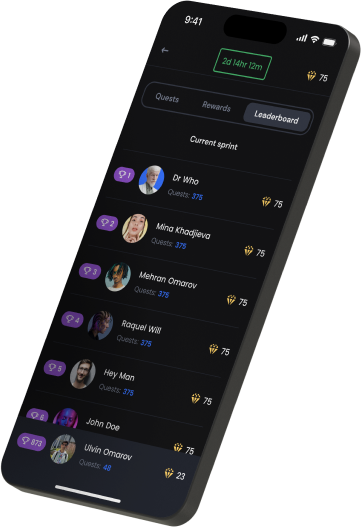 9:41
2d 14hr 12m
75
Quests Rewards Leaderboard
Current sprint
1 Dr Who 75
Quests: 375
2 Mina Khadjieva 75
Quests: 375
3 Mehran Omarov 75
Quests: 375
4 Raquel Will 75
Quests: 375
5 Hey Man 75
Quests: 375
6 John Doe 75
873 Ulvin Omarov 23
Quests: 48